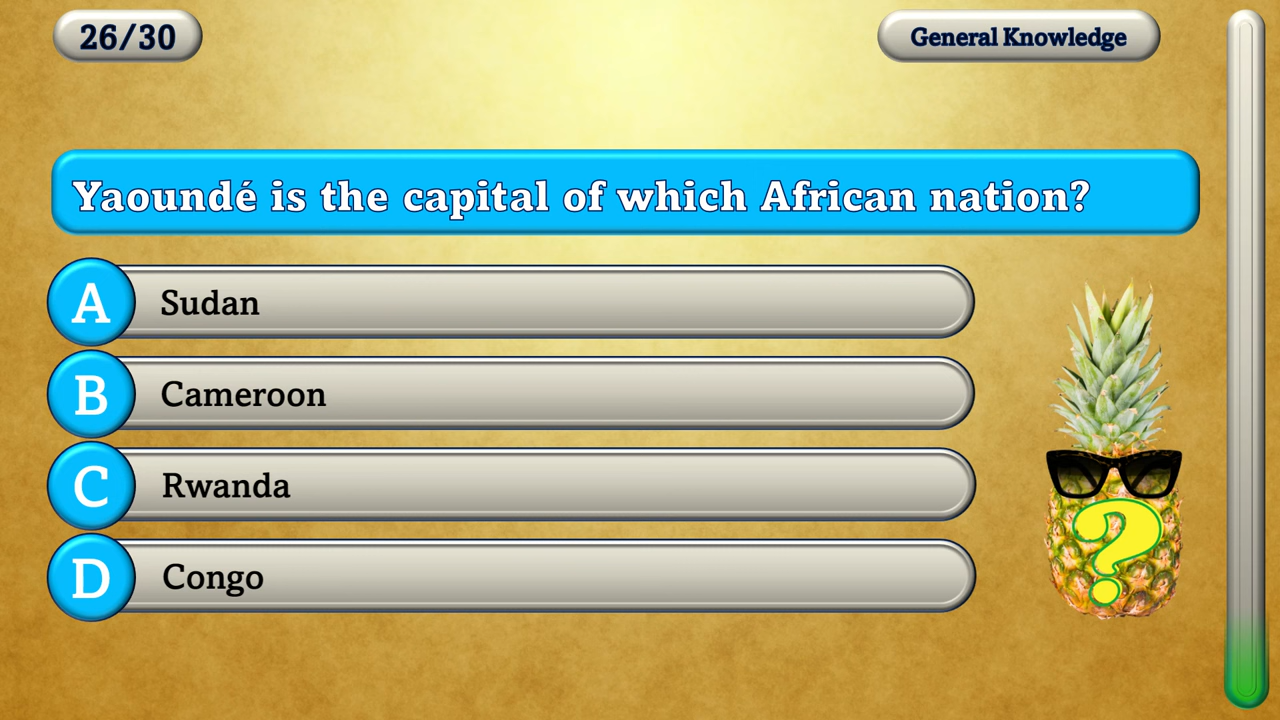 26/30
General Knowledge
Yaoundé is the capital of which African nation?
A Sudan
B Cameroon
C Rwanda
D Congo
?